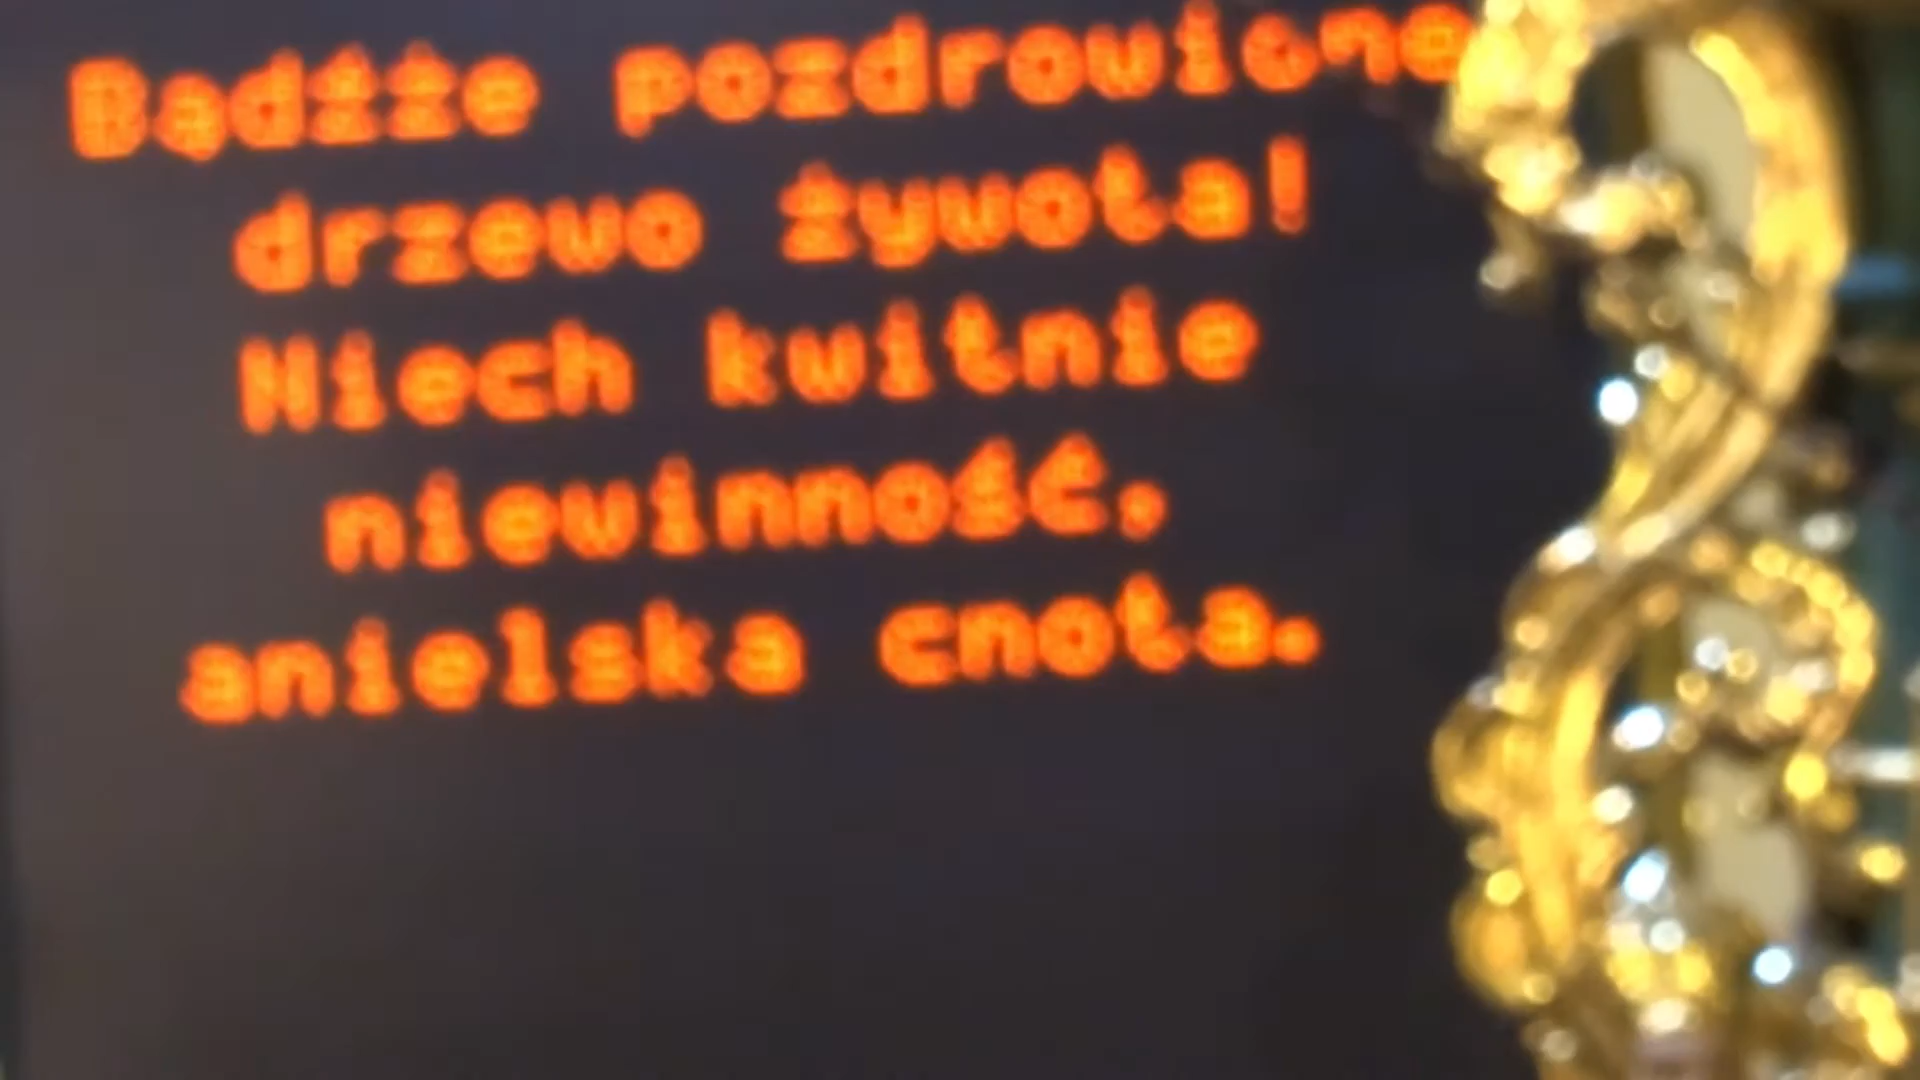 Bądźże pozdrowione
drzewo żywota!
Niech kwitnie
niewinność,
anielska cnota.